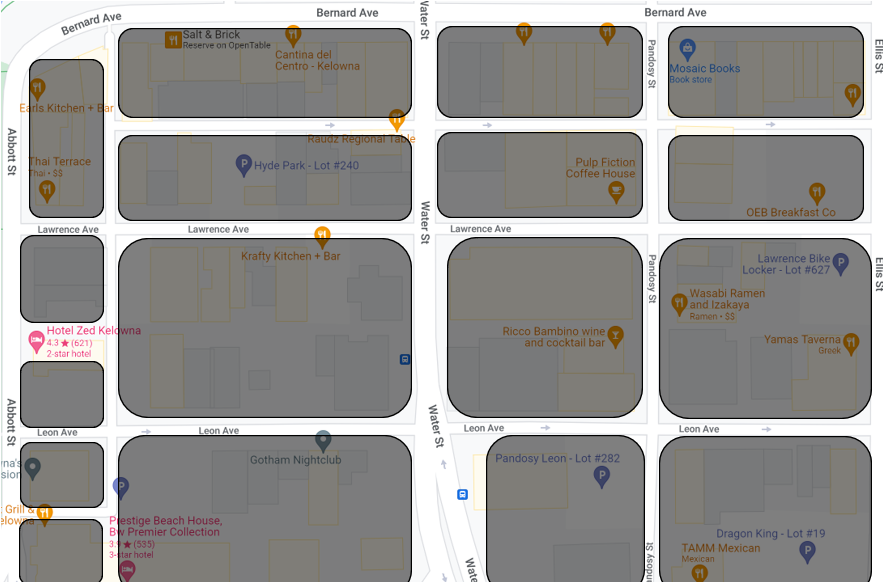 Bernard Ave
Bernard Ave
Bernard Ave
Water St
Salt & Brick
Reserve on OpenTable
Cantina del
Centro - Kelowna
Pandosy St
Ellis St
Mosaic Books
Book store
Earls Kitchen + Bar
Raudz Regional Table
Abbott St
Thai Terrace
Thai • $$
Hyde Park - Lot #240
Pulp Fiction
Coffee House
OEB Breakfast Co
Water St
Lawrence Ave
Lawrence Ave
Lawrence Ave
Krafty Kitchen + Bar
Pandosy St
Lawrence Bike
Locker - Lot #627
Ellis St
Wasabi Ramen
and Izakaya
Ramen • $$
Hotel Zed Kelowna
4.3 ★ (621)
2-star hotel
Ricco Bambino wine
and cocktail bar
Yamas Taverna
Greek
Abbott St
Water St
Leon Ave
Leon Ave
Leon Ave
Leon Ave
Gotham Nightclub
Pandosy Leon - Lot #282
na's
sion
Grill &
elowna
Prestige Beach House,
Bw Premier Collection
3.9 ★ (535)
3-star hotel
Dragon King - Lot #19
TAMM Mexican
Mexican
Wate
ndosy St